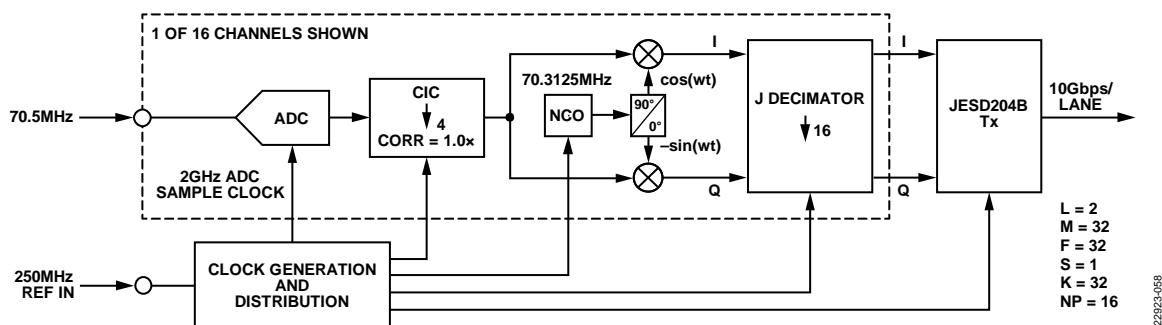 1 OF 16 CHANNELS SHOWN
70.5MHz
ADC
CIC
4
CORR = 1.0×
70.3125MHz
NCO
90°
0°
cos(wt)
–sin(wt)
I
Q
J DECIMATOR
16
I
Q
JESD204B
Tx
10Gbps/
LANE
2GHz ADC
SAMPLE CLOCK
250MHz
REF IN
CLOCK GENERATION
AND
DISTRIBUTION
L = 2
M = 32
F = 32
S = 1
K = 32
NP = 16
22923-058